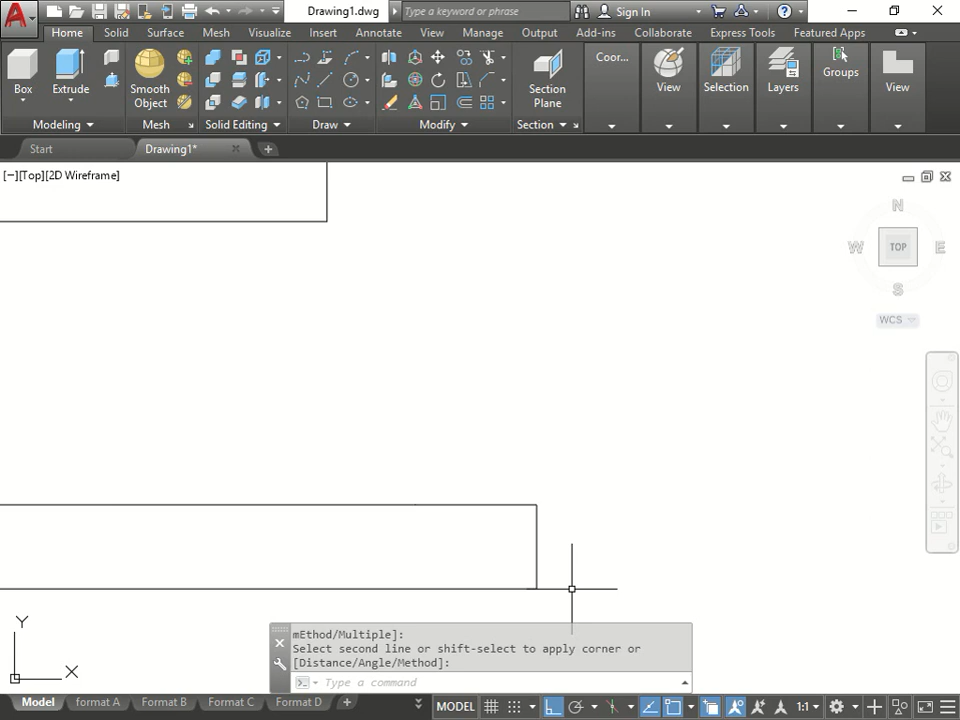 Drawing1.dwg
Type a keyword or phrase
Sign In
Home Solid Surface Mesh Visualize Insert Annotate View Manage Output Add-ins Collaborate Express Tools Featured Apps
Box
Extrude
Smooth
Object
Section
Plane
Coor...
View
Selection
Layers
Groups
View
Modeling Mesh Solid Editing Draw Modify Section
Start Drawing1*
[−][Top][2D Wireframe]
N
W TOP E
S
WCS
Y
X
mEthod/Multiple]:
Select second line or shift-select to apply corner or
[Distance/Angle/Method]:
Type a command
Model format A Format B Format C Format D
MODEL 1:1